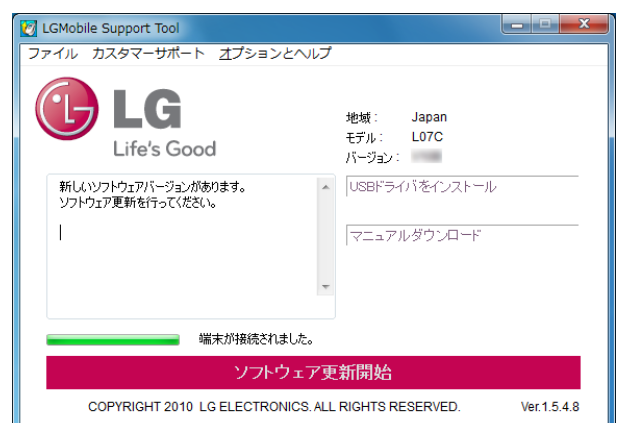 LGMobile Support Tool
ファイル カスタマーサポート オプションとヘルプ
LG
Life's Good
地域 : Japan
モデル : L07C
バージョン :
新しいソフトウェアバージョンがあります。
ソフトウェア更新を行ってください。
USBドライバをインストール
マニュアルダウンロード
端末が接続されました。
ソフトウェア更新開始
COPYRIGHT 2010 LG ELECTRONICS. ALL RIGHTS RESERVED. Ver.1.5.4.8